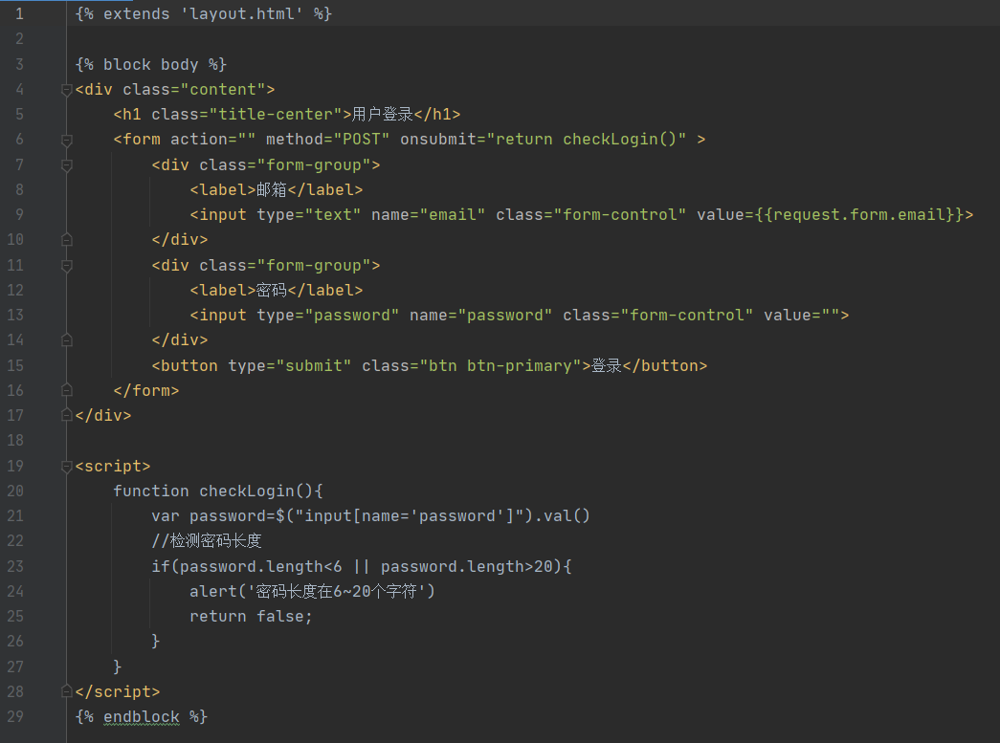 1 {% extends 'layout.html' %}
2
3 {% block body %}
4 <div class="content">
5     <h1 class="title-center">用户登录</h1>
6     <form action="" method="POST" onsubmit="return checkLogin()" >
7         <div class="form-group">
8             <label>邮箱</label>
9             <input type="text" name="email" class="form-control" value={{request.form.email}}>
10         </div>
11         <div class="form-group">
12             <label>密码</label>
13             <input type="password" name="password" class="form-control" value="">
14         </div>
15         <button type="submit" class="btn btn-primary">登录</button>
16     </form>
17 </div>
18
19 <script>
20     function checkLogin(){
21         var password=$("input[name='password']").val()
22         //检测密码长度
23         if(password.length<6 || password.length>20){
24             alert('密码长度在6~20个字符')
25             return false;
26         }
27     }
28 </script>
29 {% endblock %}